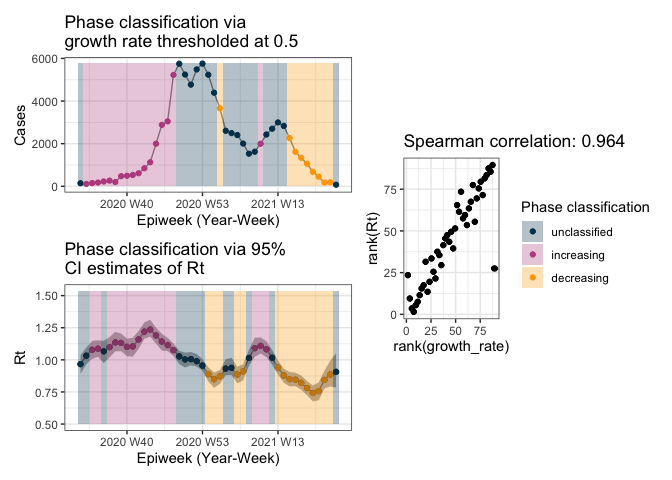 Phase classification via
growth rate thresholded at 0.5
6000
4000
2000
0
Cases
2020 W40
2020 W53
2021 W13
Epiweek (Year-Week)
Phase classification via 95%
CI estimates of Rt
1.50
1.25
1.00
0.75
0.50
Rt
2020 W40
2020 W53
2021 W13
Epiweek (Year-Week)
Spearman correlation: 0.964
75
50
25
0
rank(Rt)
0
25
50
75
rank(growth_rate)
Phase classification
unclassified
increasing
decreasing